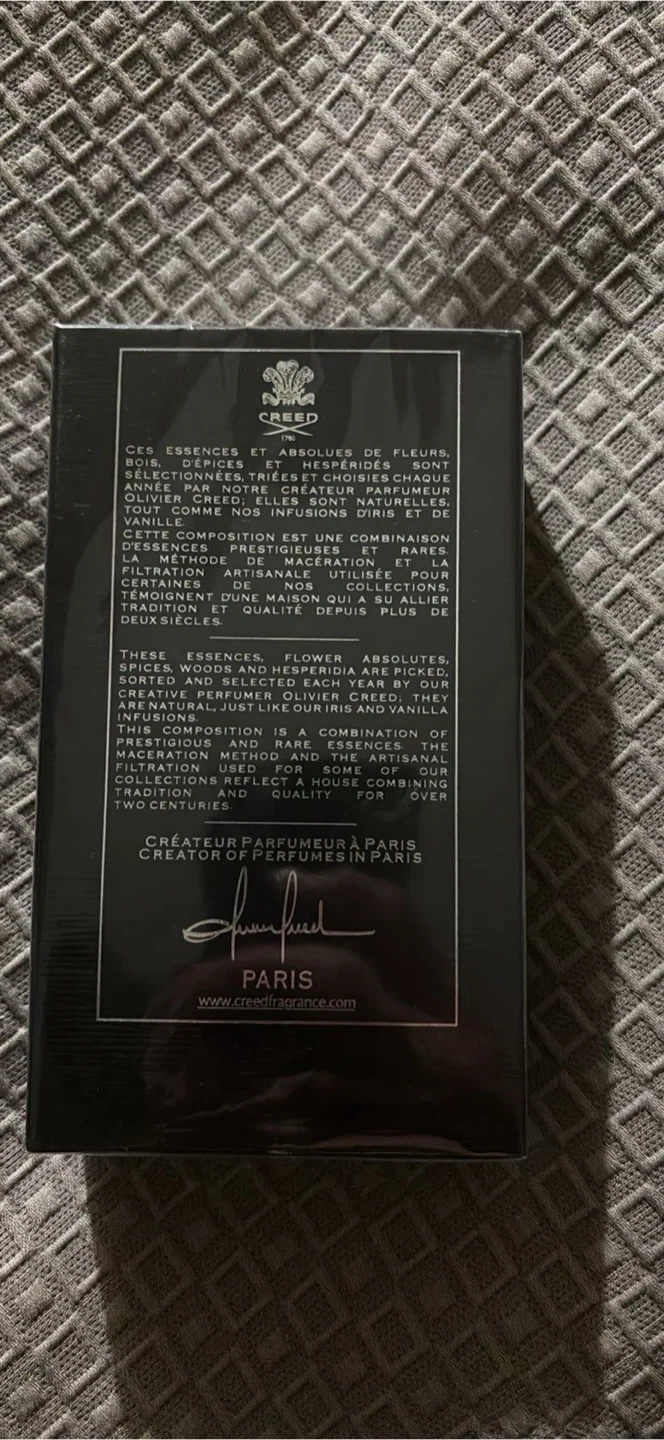 CREED
1760
CES ESSENCES ET ABSOLUES DE FLEURS,
BOIS, D'ÉPICES ET HESPÉRIDÉS SONT
SÉLECTIONNÉES, TRIÉES ET CHOISIES CHAQUE
ANNÉE PAR NOTRE CRÉATEUR PARFUMEUR
OLIVIER CREED; ELLES SONT NATURELLES,
TOUT COMME NOS INFUSIONS D'IRIS ET DE
VANILLE.
CETTE COMPOSITION EST UNE COMBINAISON
D'ESSENCES PRESTIGIEUSES ET RARES.
LA MÉTHODE DE MACÉRATION ET LA
FILTRATION ARTISANALE UTILISÉE POUR
CERTAINES DE NOS COLLECTIONS,
TÉMOIGNENT D'UNE MAISON QUI A SU ALLIER
TRADITION ET QUALITÉ DEPUIS PLUS DE
DEUX SIÈCLES.
THESE ESSENCES, FLOWER ABSOLUTES,
SPICES, WOODS AND HESPERIDIA ARE PICKED,
SORTED AND SELECTED EACH YEAR BY OUR
CREATIVE PERFUMER OLIVIER CREED; THEY
ARE NATURAL, JUST LIKE OUR IRIS AND VANILLA
INFUSIONS.
THIS COMPOSITION IS A COMBINATION OF
PRESTIGIOUS AND RARE ESSENCES. THE
MACERATION METHOD AND THE ARTISANAL
FILTRATION USED FOR SOME OF OUR
COLLECTIONS REFLECT A HOUSE COMBINING
TRADITION AND QUALITY FOR OVER
TWO CENTURIES.
CRÉATEUR PARFUMEUR À PARIS
CREATOR OF PERFUMES IN PARIS
PARIS
www.creedfragrance.com